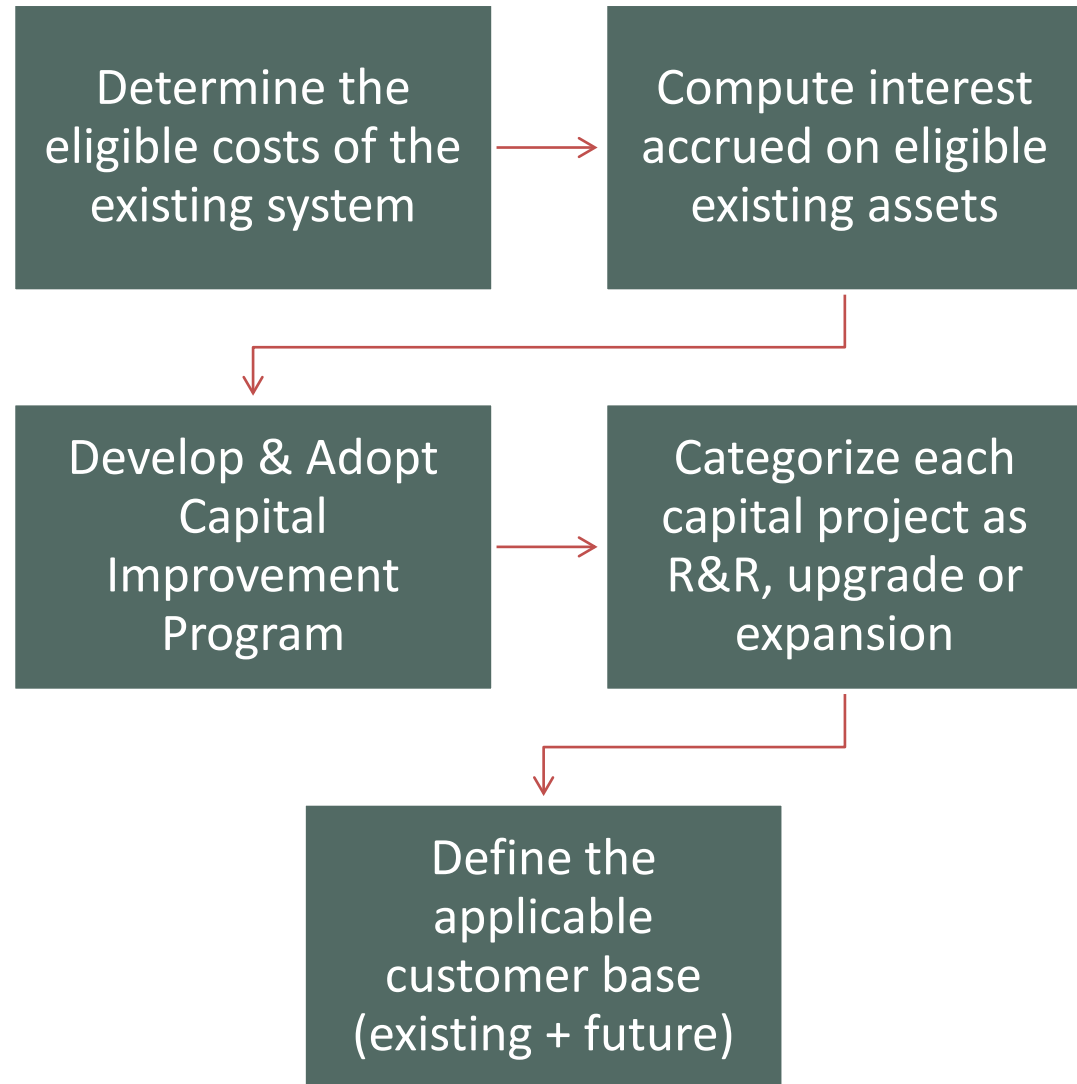 Determine the
eligible costs of the
existing system
Compute interest
accrued on eligible
existing assets
Develop & Adopt
Capital
Improvement
Program
Categorize each
capital project as
R&R, upgrade or
expansion
Define the
applicable
customer base
(existing + future)